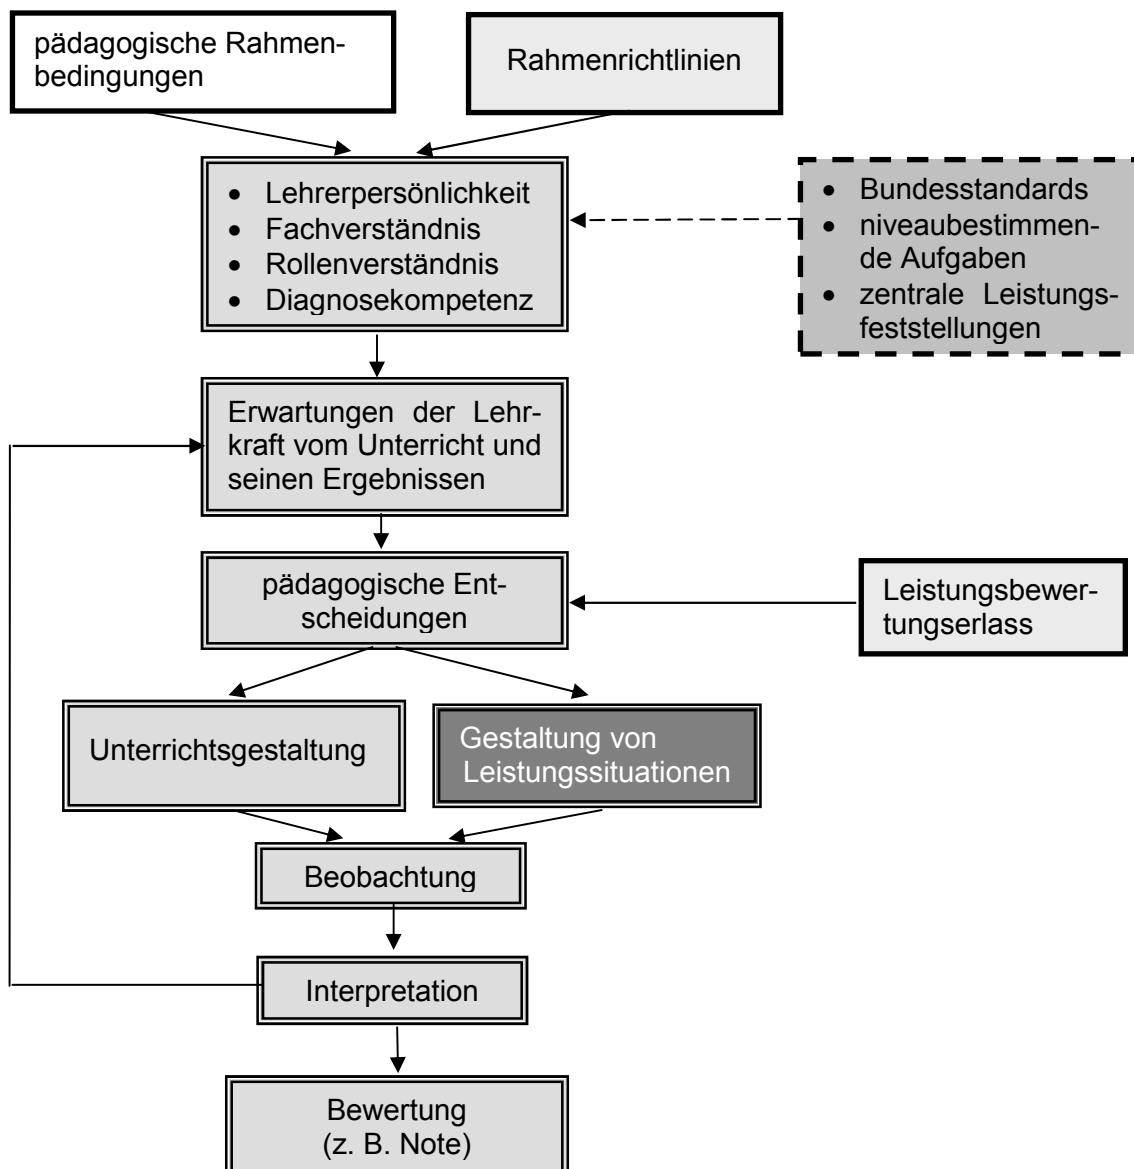 pädagogische Rahmen-
bedingungen
Rahmenrichtlinien
• Lehrerpersönlichkeit
• Fachverständnis
• Rollenverständnis
• Diagnosekompetenz
• Bundesstandards
• niveaubestimmen-
de Aufgaben
• zentrale Leistungs-
feststellungen
Erwartungen der Lehr-
kraft vom Unterricht und
seinen Ergebnissen
pädagogische Ent-
scheidungen
Leistungsbewer-
tungserlass
Unterrichtsgestaltung
Gestaltung von
Leistungssituationen
Beobachtung
Interpretation
Bewertung
(z. B. Note)